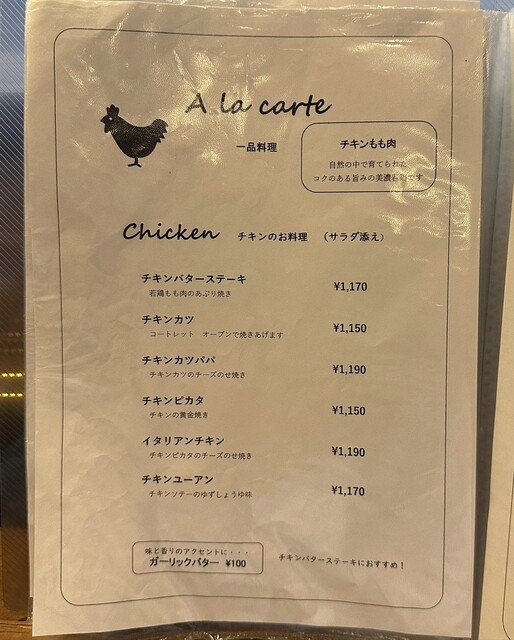 A la carte
一品料理
チキンもも肉
自然の中で育てられた
コクのある旨みの美濃
です
Chicken チキンのお料理 （サラダ添え）
チキンバターステーキ ¥1,170
若鶏もも肉のあぶり焼き
チキンカツ ¥1,150
コートレット オーブンで焼きあげます
チキンカツパパ ¥1,190
チキンカツのチーズのせ焼き
チキンピカタ ¥1,150
チキンの黄金焼き
イタリアンチキン ¥1,190
チキンピカタのチーズのせ焼き
チキンユーアン ¥1,170
チキンソテーのゆずしょうゆ味
味と香りのアクセントに・・・
ガーリックバター ¥100
チキンバターステーキにおすすめ！